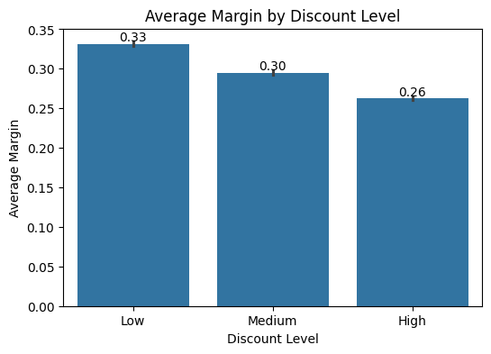 Average Margin by Discount Level
0.35
0.30
0.25
0.20
0.15
0.10
0.05
0.00
Average Margin
0.33
0.30
0.26
Low Medium High
Discount Level